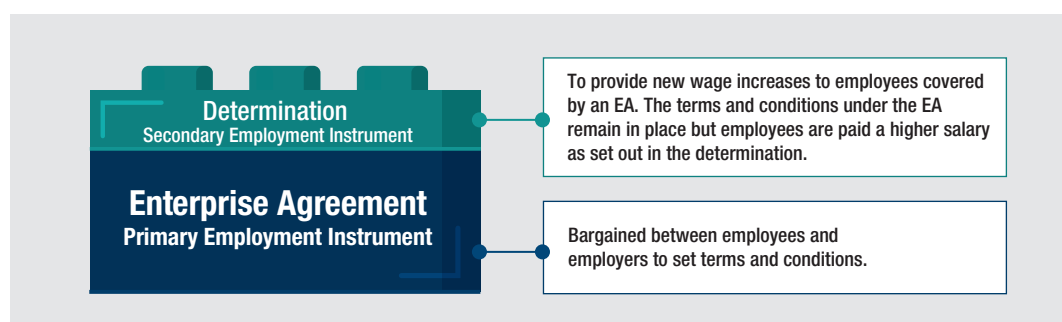 Determination
Secondary Employment Instrument
To provide new wage increases to employees covered
by an EA. The terms and conditions under the EA
remain in place but employees are paid a higher salary
as set out in the determination.
Enterprise Agreement
Primary Employment Instrument
Bargained between employees and
employers to set terms and conditions.